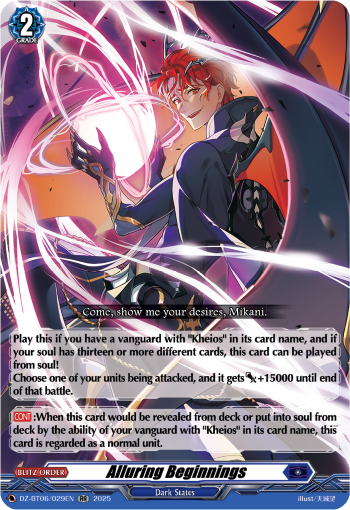 2
GRADE
Come, show me your desires, Mikani.
Play this if you have a vanguard with "Kheios" in its card name, and if
your soul has thirteen or more different cards, this card can be played
from soul!
Choose one of your units being attacked, and it gets +15000 until end
of that battle.
CONT:When this card would be revealed from deck or put into soul from
deck by the ability of your vanguard with "Kheios" in its card name, this
card is regarded as a normal unit.
BLITZ ORDER
Alluring Beginnings
Dark States
DZ-BT06/029EN RR 2025
illust/天城望